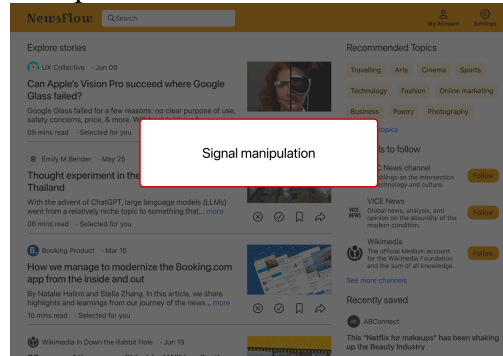 NewsFlow
Search
My Account
Settings
Explore stories
UX Collective · Jun 09
Can Apple's Vision Pro succeed where Google
Glass failed?
Google Glass failed for a few reasons: no clear purpose of use,
safety concerns, price, & more.
09 mins read · Selected for you
B Emily M.Bender · May 25
Thought experiment in the
Thailand
With the advent of ChatGPT, large language models (LLMs)
went from a relatively niche topic to something that... more
06 mins read · Selected for you
B. Booking Product · Mar 15
How we manage to modernize the Booking.com
app from the inside and out
By Natalie Halimi and Stella Zhang. In this article, we share
highlights and learnings from our journey of the news... more
10 mins read · Selected for you
Wikimedia in Down the Rabbit Hole · Jun 19
Signal manipulation
Recommended Topics
Travelling Arts Cinema Sports
Technology Fashion Online marketing
Business Poetry Photography
topics
ls to follow
News channel
blings on the intersection
echnology and culture.
Follow
VICE
NEWS
VICE News
Global news, analysis, and
opinion on the absurdity of the
modern condition.
Follow
Wikimedia
The official Medium account
for the Wikimedia Foundation
and the sum of all knowledge.
Follow
See more channels
Recently saved
ABConnect
This "Netflix for makeups" has been shaking
up the Beauty Industry